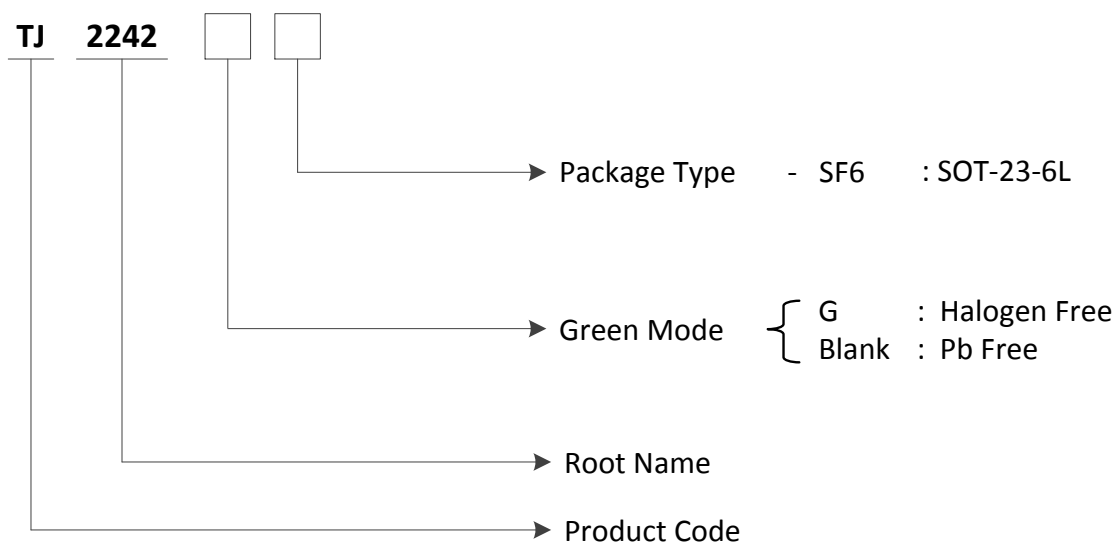 TJ 2242
Package Type - SF6 : SOT-23-6L
Green Mode { G : Halogen Free
Blank : Pb Free
Root Name
Product Code